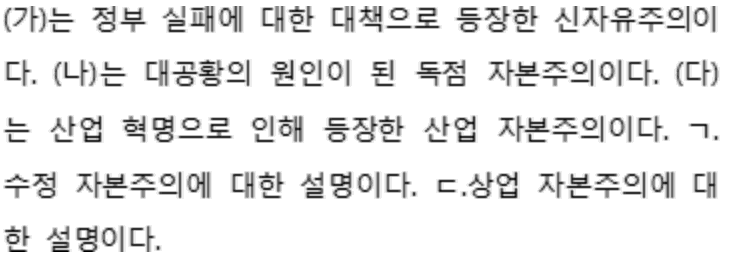 (가)는 정부 실패에 대한 대책으로 등장한 신자유주의이
다. (나)는 대공황의 원인이 된 독점 자본주의이다. (다)
는 산업 혁명으로 인해 등장한 산업 자본주의이다. ㄱ.
수정 자본주의에 대한 설명이다. ㄷ.상업 자본주의에 대
한 설명이다.